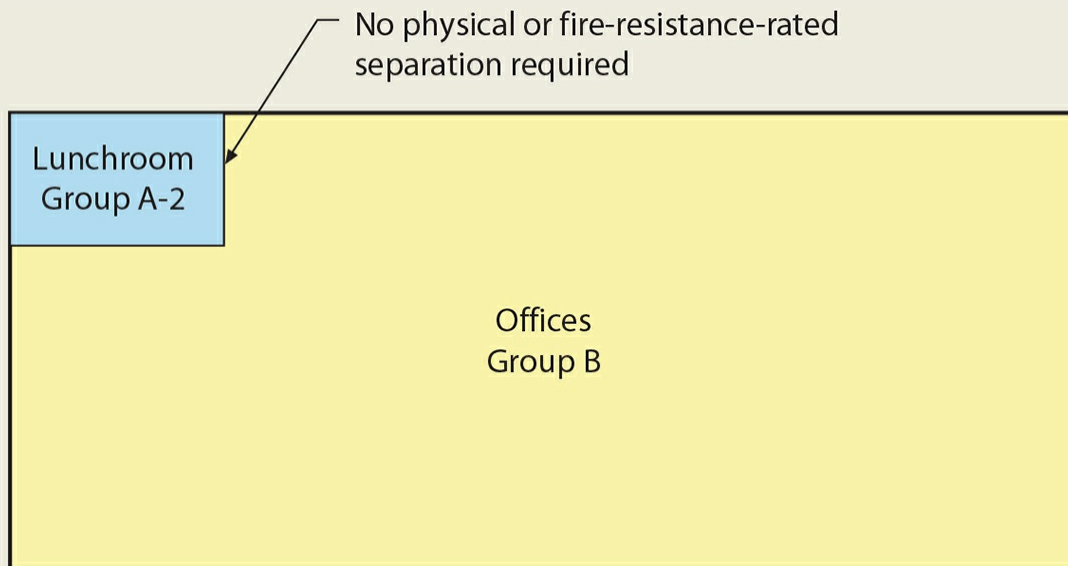 No physical or fire-resistance-rated
separation required
Lunchroom
Group A-2
Offices
Group B